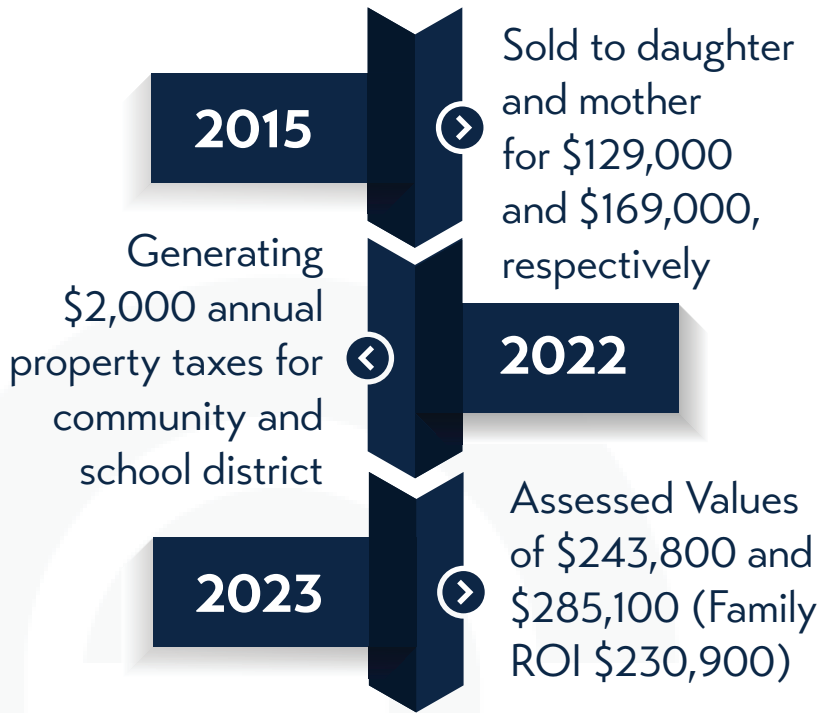 2015
Sold to daughter
and mother
for $129,000
and $169,000,
respectively
2022
Generating
$2,000 annual
property taxes for
community and
school district
2023
Assessed Values
of $243,800 and
$285,100 (Family
ROI $230,900)